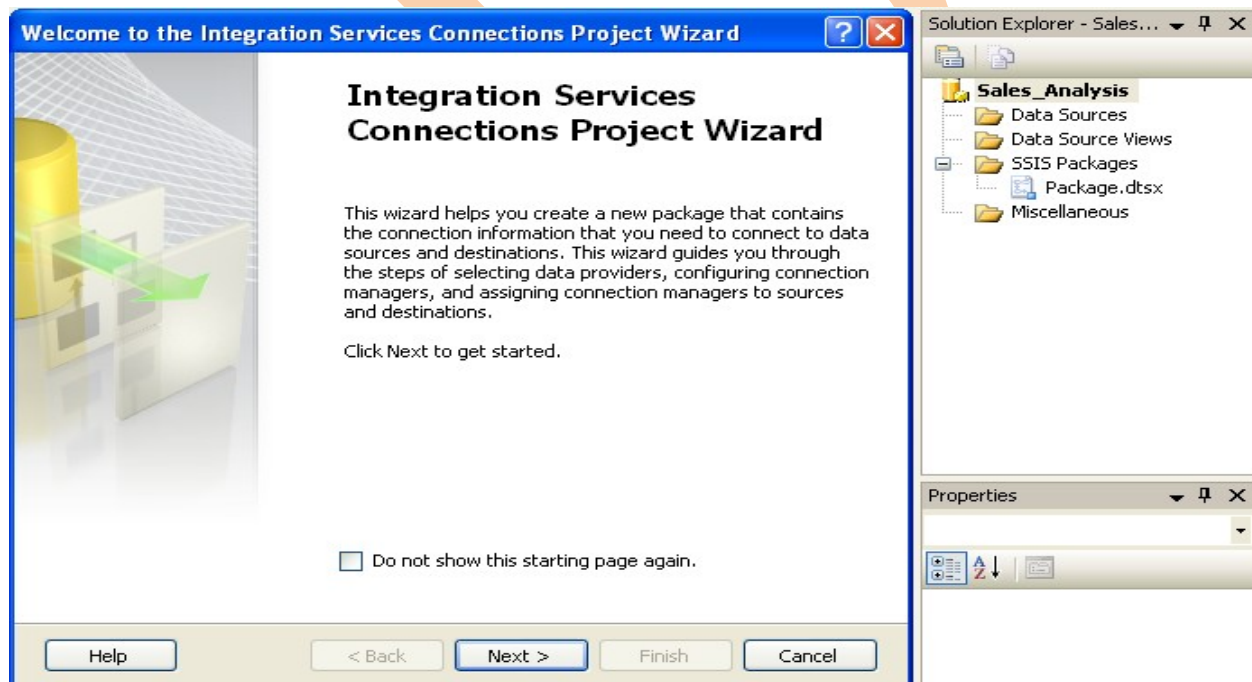 Welcome to the Integration Services Connections Project Wizard
Integration Services
Connections Project Wizard
This wizard helps you create a new package that contains
the connection information that you need to connect to data
sources and destinations. This wizard guides you through
the steps of selecting data providers, configuring connection
managers, and assigning connection managers to sources
and destinations.
Click Next to get started.
Do not show this starting page again.
Help
< Back
Next >
Finish
Cancel
Solution Explorer - Sales...
Sales_Analysis
Data Sources
Data Source Views
SSIS Packages
Package.dtsx
Miscellaneous
Properties